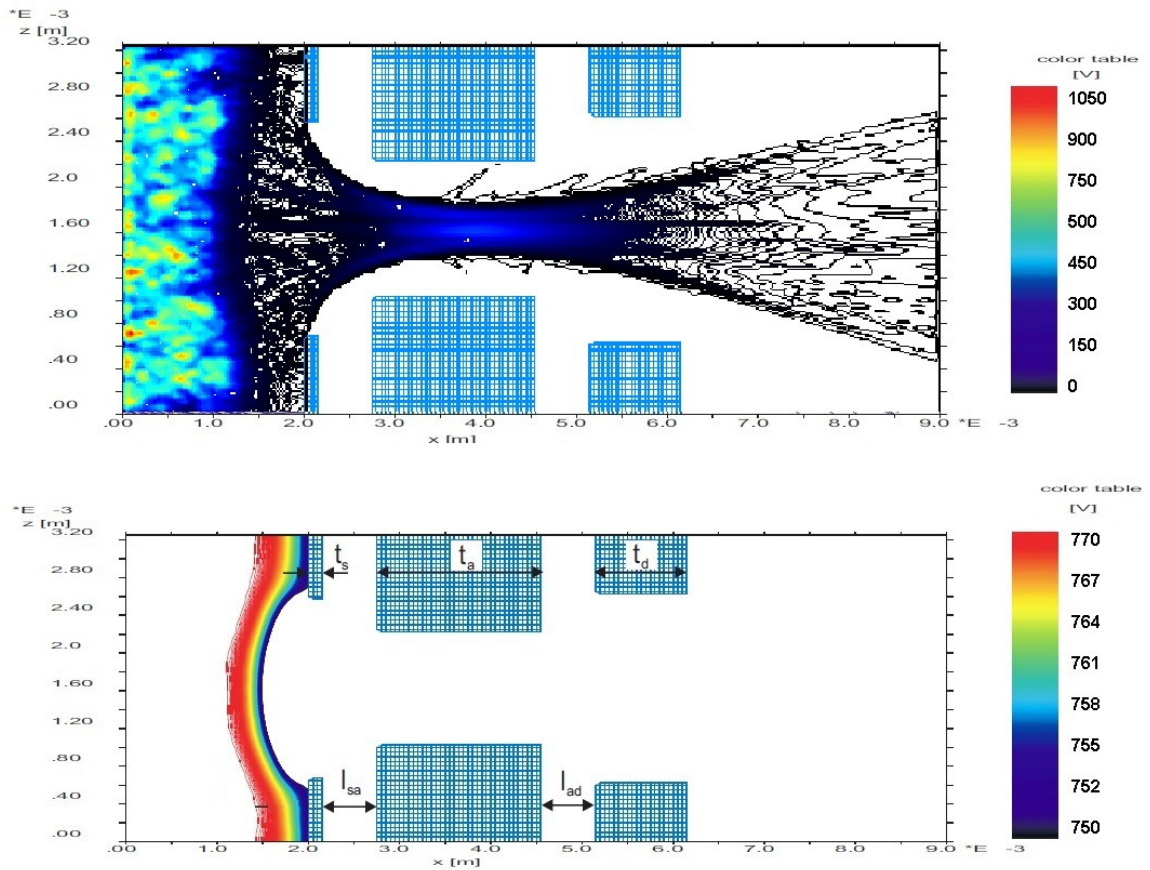 *E -3
z [m]
3.20
2.80
2.40
2.0
1.60
1.20
.80
.40
.00
.00 1.0 2.0 3.0 4.0 5.0 6.0 7.0 8.0 9.0 *E -3
x [m]
color table
[V]
1050
900
750
500
450
300
150
0
*E -3
z [m]
3.20
2.80
2.40
2.0
1.60
1.20
.80
.40
.00
t_s t_a t_d
l_sa l_ad
.00 1.0 2.0 3.0 4.0 5.0 6.0 7.0 8.0 9.0 *E -3
x [m]
color table
[V]
770
767
764
761
758
755
752
750